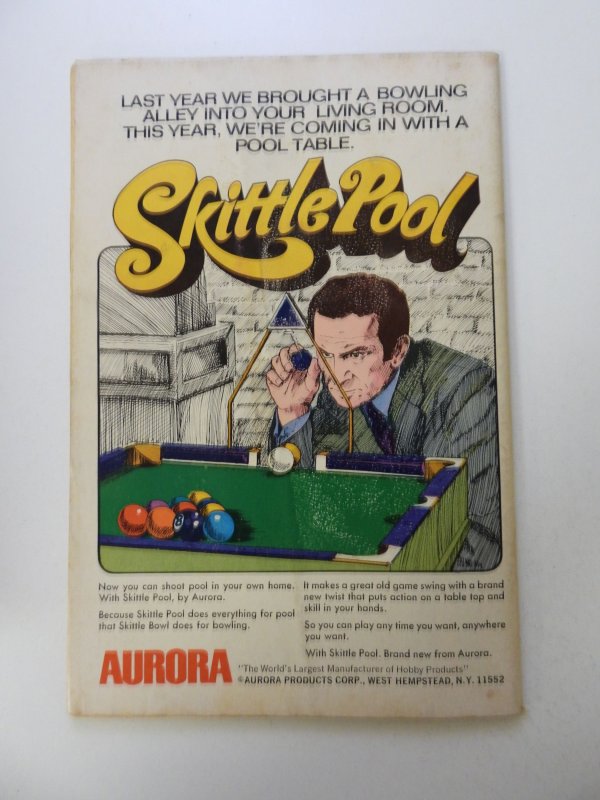 LAST YEAR WE BROUGHT A BOWLING
ALLEY INTO YOUR LIVING ROOM.
THIS YEAR, WE'RE COMING IN WITH A
POOL TABLE.
Skittle Pool
8
Now you can shoot pool in your own home.
With Skittle Pool, by Aurora.
Because Skittle Pool does everything for pool
that Skittle Bowl does for bowling.
It makes a great old game swing with a brand
new twist that puts action on a table top and
skill in your hands.
So you can play any time you want, anywhere
you want.
With Skittle Pool. Brand new from Aurora.
AURORA
"The World's Largest Manufacturer of Hobby Products"
©AURORA PRODUCTS CORP., WEST HEMPSTEAD, N.Y. 11552